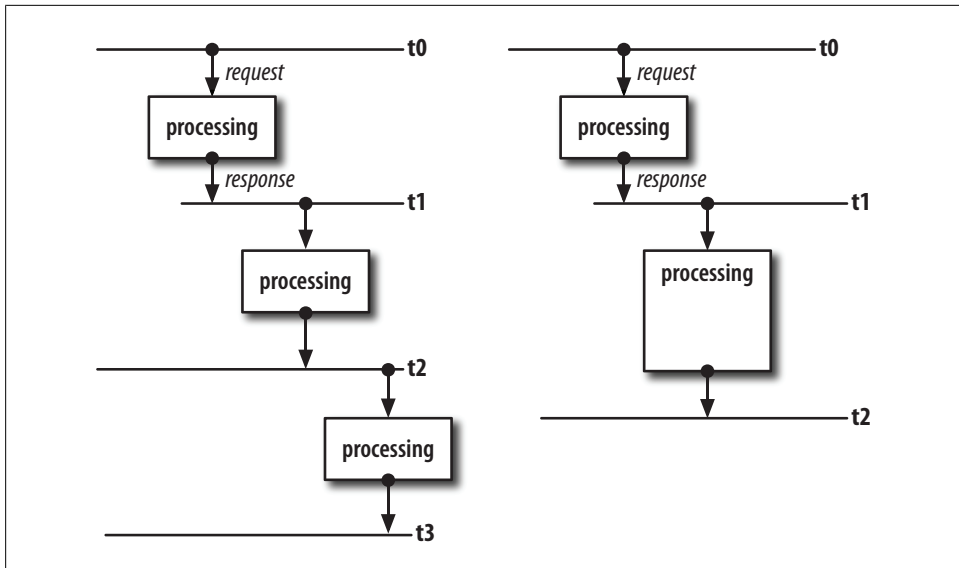 t0
request
processing
response
t1
processing
t2
processing
t3
t0
request
processing
response
t1
processing
t2